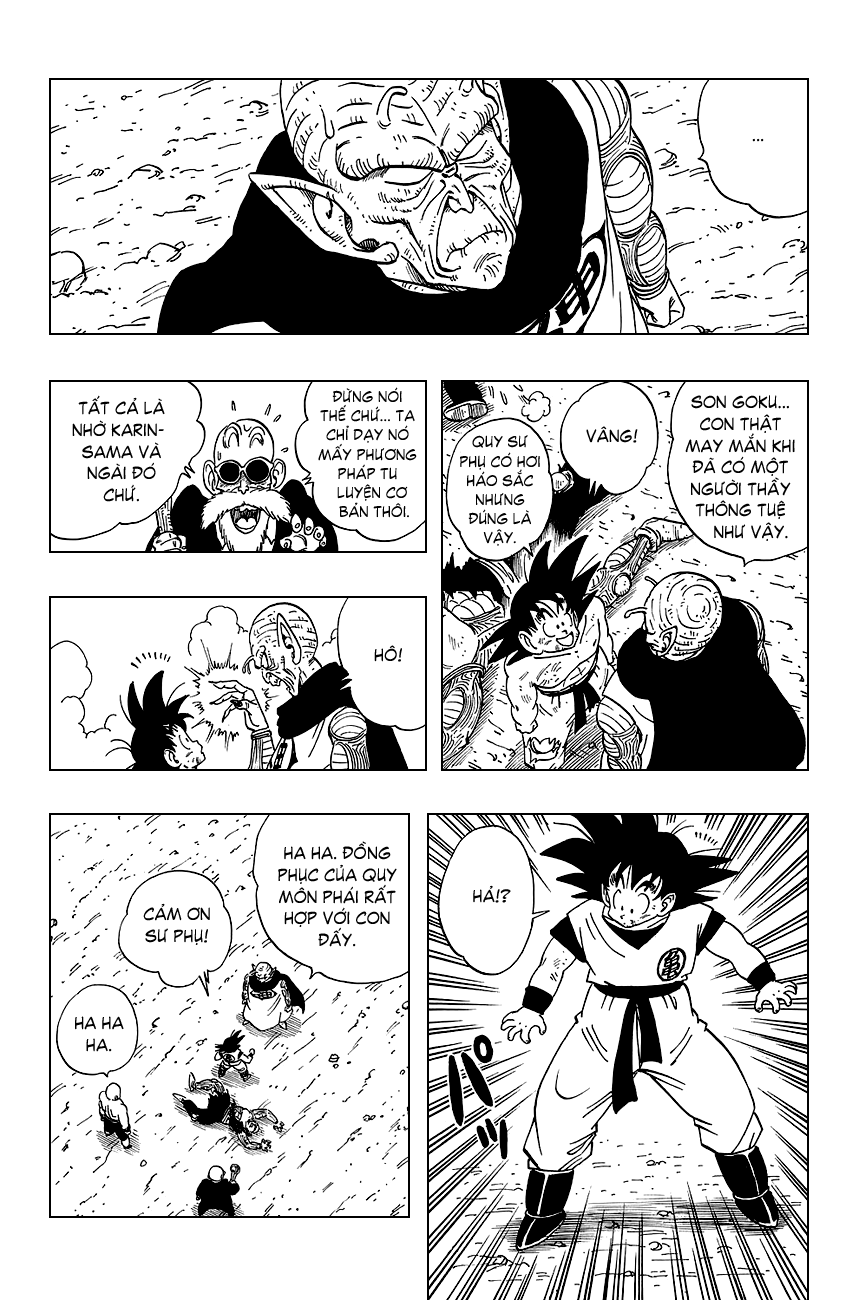 ...
SON GOKU...
CON THẬT
MAY MẮN KHI
ĐÃ CÓ MỘT
NGƯỜI THẦY
THÔNG TUỆ
NHƯ VẬY.
VÂNG!
QUY SƯ
PHỤ CÓ HƠI
HÁO SẮC
NHƯNG
ĐÚNG LÀ
VẬY.
ĐỪNG NÓI
THẾ CHỨ... TA
CHỈ DẠY NÓ
MẤY PHƯƠNG
PHÁP TU
LUYỆN CƠ
BẢN THÔI.
TẤT CẢ LÀ
NHỜ KARIN-
SAMA VÀ
NGÀI ĐÓ
CHỨ.
HÔ!
HẢ!?
パ
パッ
亀
HA HA. ĐỒNG
PHỤC CỦA QUY
MÔN PHÁI RẤT
HỢP VỚI CON
ĐẤY.
CẢM ƠN
SƯ PHỤ!
HA HA
HA.